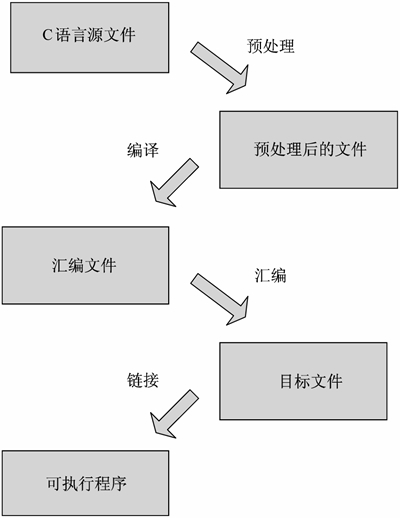 C语言源文件
预处理
预处理后的文件
编译
汇编文件
汇编
目标文件
链接
可执行程序